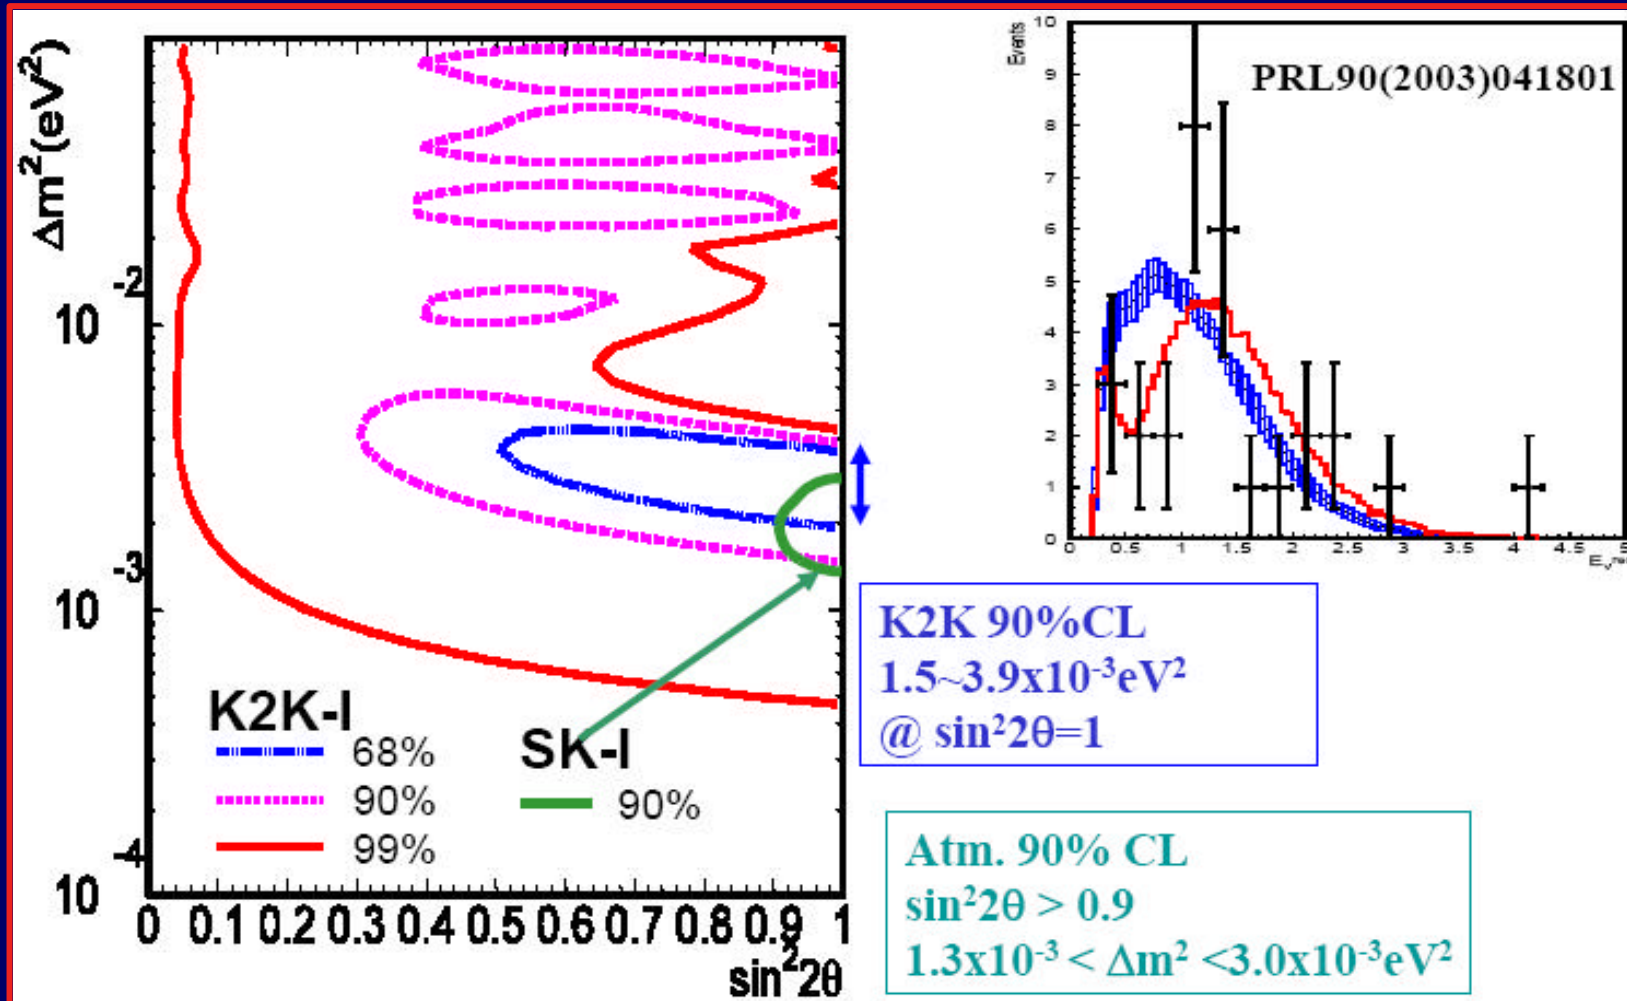 Δm²(eV²)
10⁻²
10⁻³
10⁻⁴
0 0.1 0.2 0.3 0.4 0.5 0.6 0.7 0.8 0.9 1
sin²2θ
K2K-I
68%
90%
99%
SK-I
90%
Events
10
9
8
7
6
5
4
3
2
1
0
0 0.5 1 1.5 2 2.5 3 3.5 4 4.5 5
PRL90(2003)041801
K2K 90%CL
1.5~3.9x10⁻³eV²
@ sin²2θ=1
Atm. 90% CL
sin²2θ > 0.9
1.3x10⁻³ < Δm² <3.0x10⁻³eV²